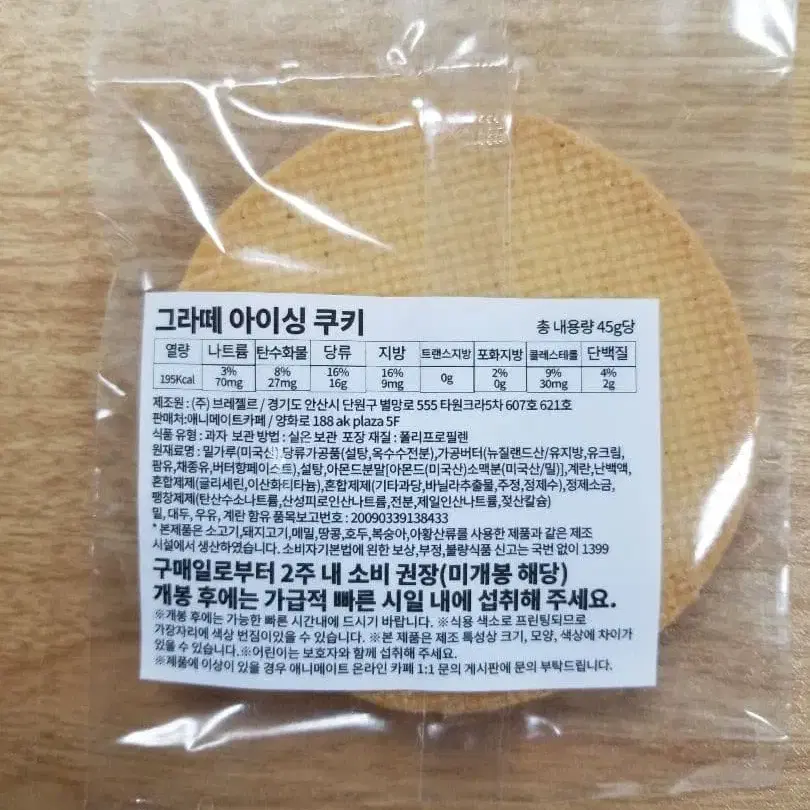 그라떼 아이싱 쿠키 총 내용량 45g당
열량 나트륨 탄수화물 당류 지방 트랜스지방 포화지방 콜레스테롤 단백질
195Kcal 3% 70mg 8% 27mg 16% 16g 16% 9mg 0g 2% 0g 9% 30mg 4% 2g
제조원 : (주) 브레젤르 / 경기도 안산시 단원구 별망로 555 타원크라5차 607호 621호
판매처:애니메이트카페 / 양화로 188 ak plaza 5F
식품 유형 : 과자 보관 방법 : 실온 보관 포장 재질 : 폴리프로필렌
원재료명 : 밀가루(미국산),당류가공품(설탕,옥수수전분),가공버터(뉴질랜드산/유지방,유크림,
팜유,채종유,버터향페이스트),설탕,아몬드분말[아몬드(미국산)소맥분(미국산/밀)],계란,난백액,
혼합제제(글리세린,이산화티타늄),혼합제제(기타과당,바닐라추출물,주정,정제수),정제소금,
팽창제제(탄산수소나트륨,산성피로인산나트륨,전분,제일인산나트륨,젖산칼슘)
밀, 대두, 우유, 계란 함유 품목보고번호 : 20090339138433
* 본제품은 소고기,돼지고기,메밀,땅콩,호두,복숭아,아황산류를 사용한 제품과 같은 제조
시설에서 생산하였습니다. 소비자기본법에 의한 보상,부정,불량식품 신고는 국번 없이 1399
구매일로부터 2주 내 소비 권장(미개봉 해당)
개봉 후에는 가급적 빠른 시일 내에 섭취해 주세요.
※개봉 후에는 가능한 빠른 시간내에 드시기 바랍니다. ※식용 색소로 프린팅되므로
가장자리에 색상 번짐이있을 수 있습니다. ※본 제품은 제조 특성상 크기, 모양, 색상에 차이가
있을 수 있습니다.※어린이는 보호자와 함께 섭취해 주세요.
※제품에 이상이 있을 경우 애니메이트 온라인 카페 1:1 문의 게시판에 문의 부탁드립니다.